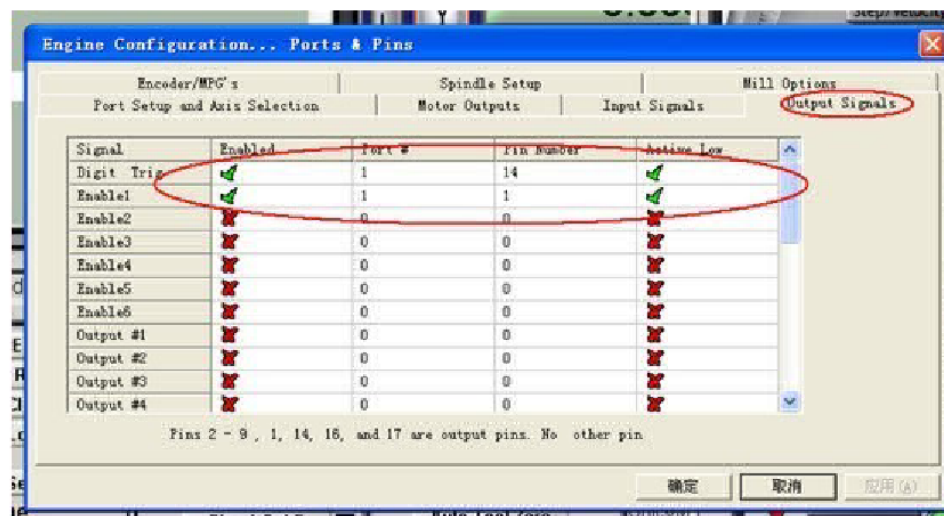 Step/Velocity
Engine Configuration... Ports & Pins
Encoder/MPG's Spindle Setup Mill Options
Port Setup and Axis Selection Motor Outputs Input Signals Output Signals
Signal Enabled Port # Pin Number Active Low
Digit Trig 1 14
Enable1 1 1
Enable2 0 0
Enable3 0 0
Enable4 0 0
Enable5 0 0
Enable6 0 0
Output #1 0 0
Output #2 0 0
Output #3 0 0
Output #4 0 0
Pins 2 - 9 , 1, 14, 16, and 17 are output pins. No other pin
确定 取消 应用(A)